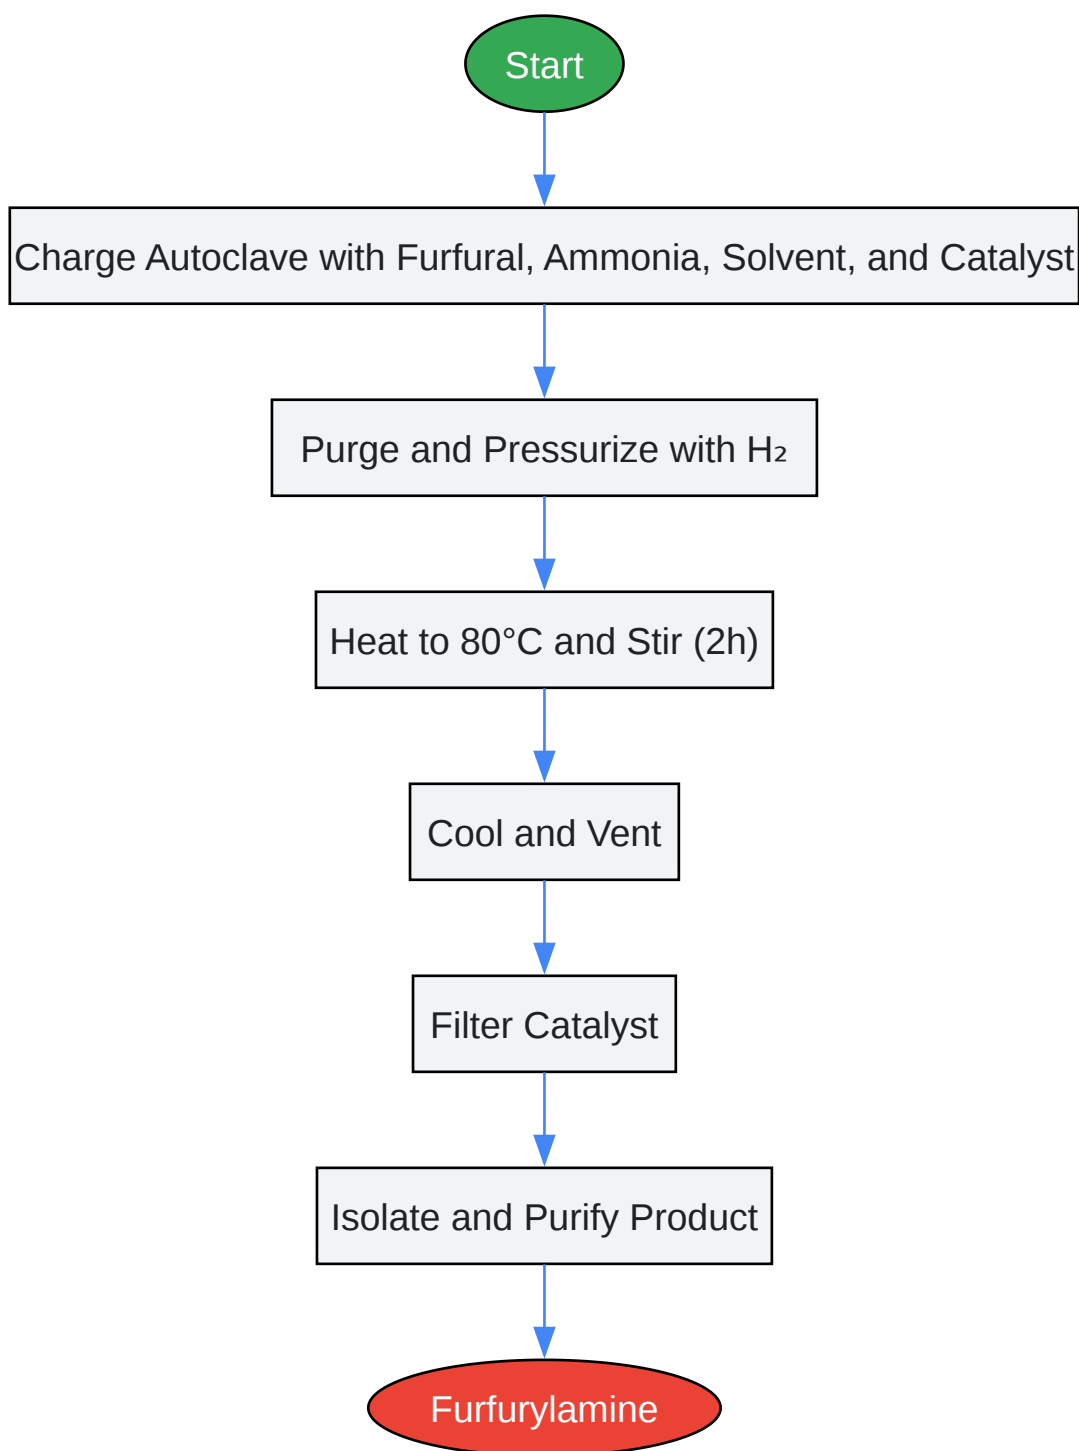 Start
Charge Autoclave with Furfural, Ammonia, Solvent, and Catalyst
Purge and Pressurize with H₂
Heat to 80°C and Stir (2h)
Cool and Vent
Filter Catalyst
Isolate and Purify Product
Furfurylamine